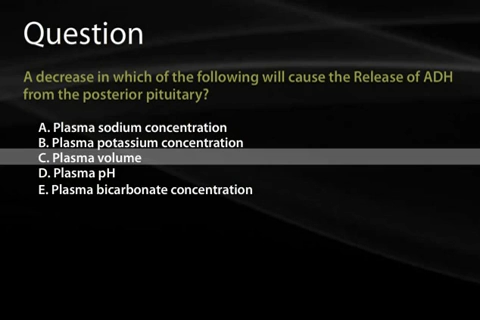 Question
A decrease in which of the following will cause the Release of ADH
from the posterior pituitary?
A. Plasma sodium concentration
B. Plasma potassium concentration
C. Plasma volume
D. Plasma pH
E. Plasma bicarbonate concentration